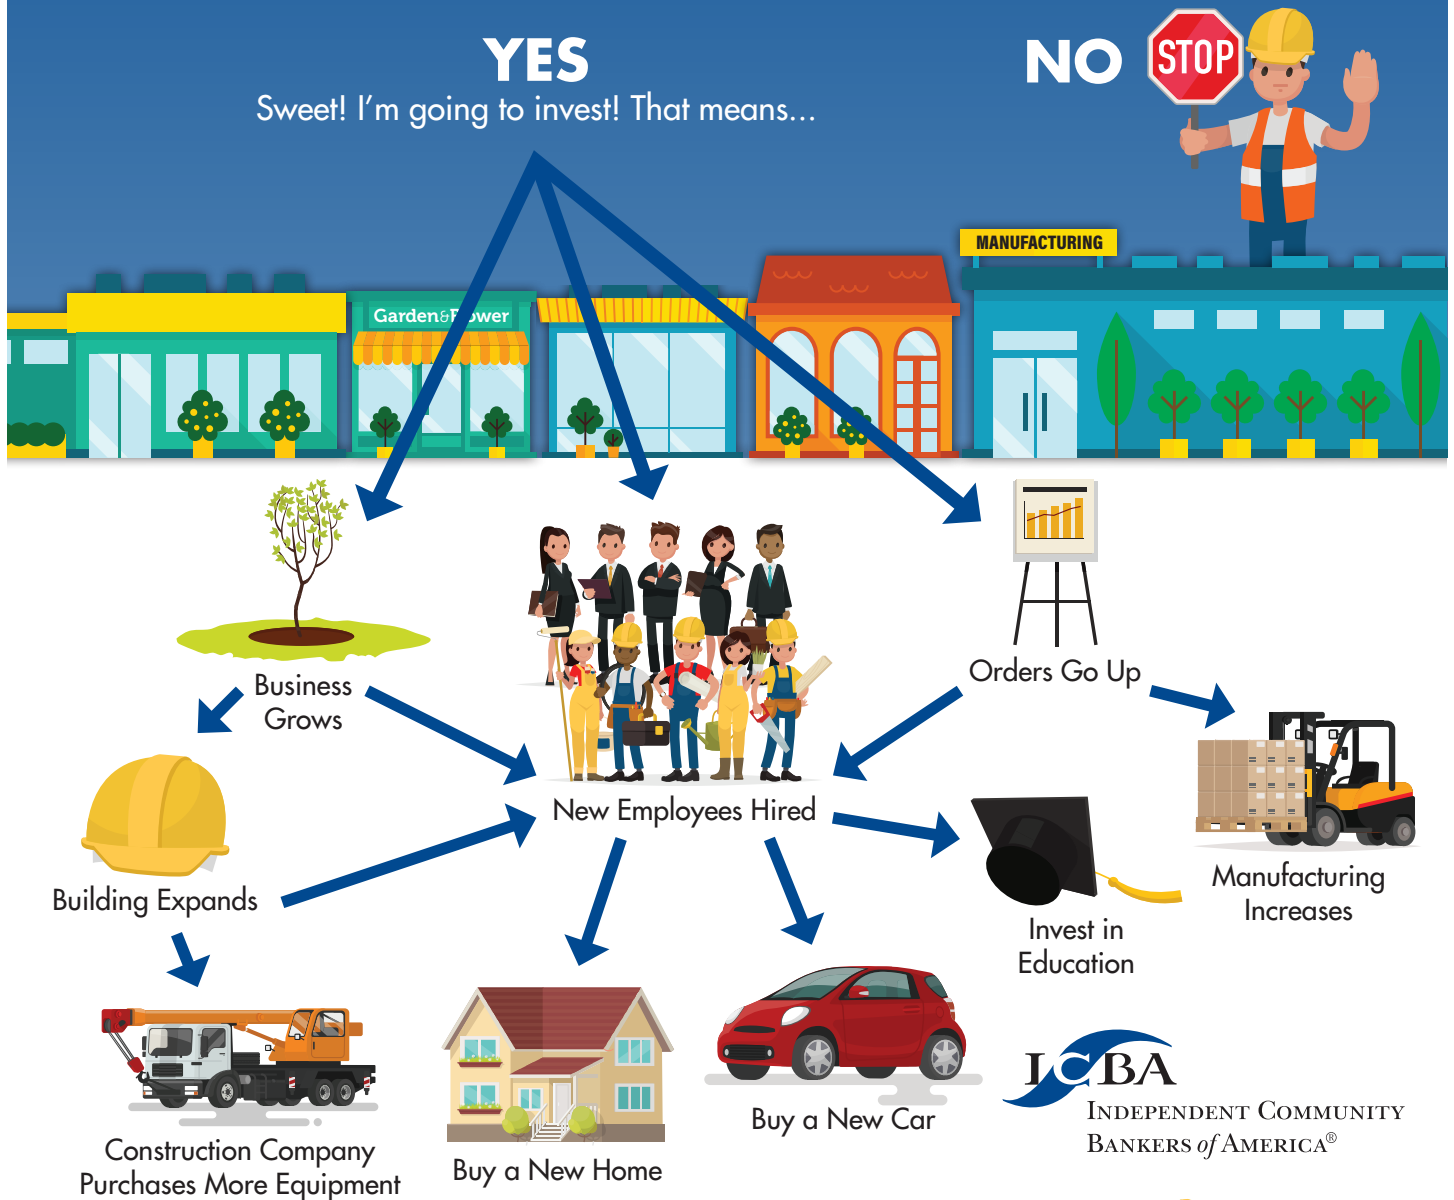 YES
Sweet! I’m going to invest! That means...
NO
STOP
MANUFACTURING
Garden&
Business
Grows
Orders Go Up
New Employees Hired
Building Expands
Invest in
Education
Manufacturing
Increases
Construction Company
Purchases More Equipment
Buy a New Home
Buy a New Car
ICBA
INDEPENDENT COMMUNITY
BANKERS of AMERICA®